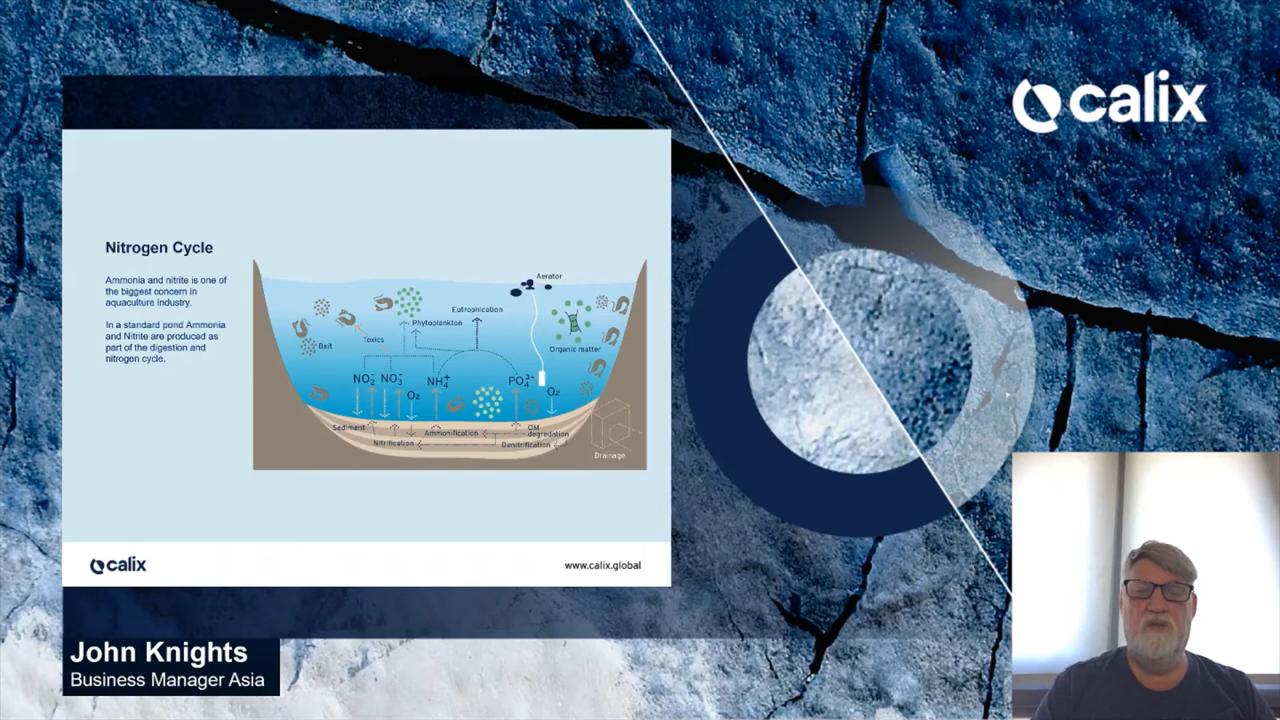 calix
Nitrogen Cycle
Ammonia and nitrite is one of
the biggest concern in
aquaculture industry.
In a standard pond Ammonia
and Nitrite are produced as
part of the digestion and
nitrogen cycle.
Aerator
Eutrophication
Phytoplankton
Toxics
Bait
Organic matter
NO₂⁻ NO₃⁻ NH₄⁺ PO₄³⁺
O₂ O₂
Sediment
Ammonification
OM
degradation
Nitrification
Denitrification
Drainage
calix
www.calix.global
John Knights
Business Manager Asia